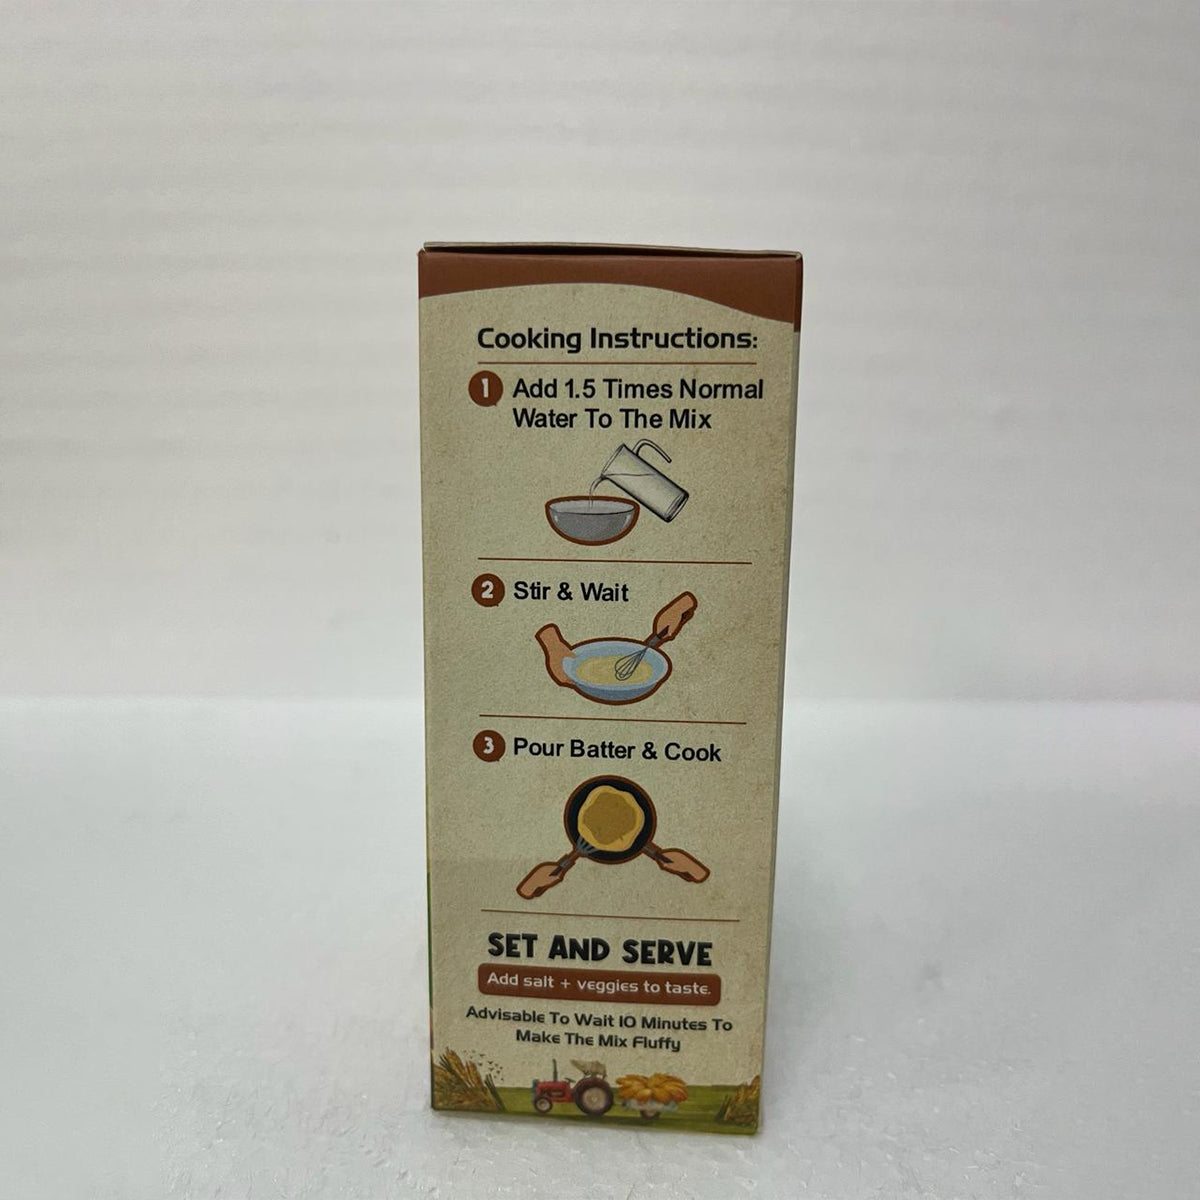 Cooking Instructions:
1 Add 1.5 Times Normal
Water To The Mix
2 Stir & Wait
3 Pour Batter & Cook
SET AND SERVE
Add salt + veggies to taste.
Advisable To Wait 10 Minutes To
Make The Mix Fluffy